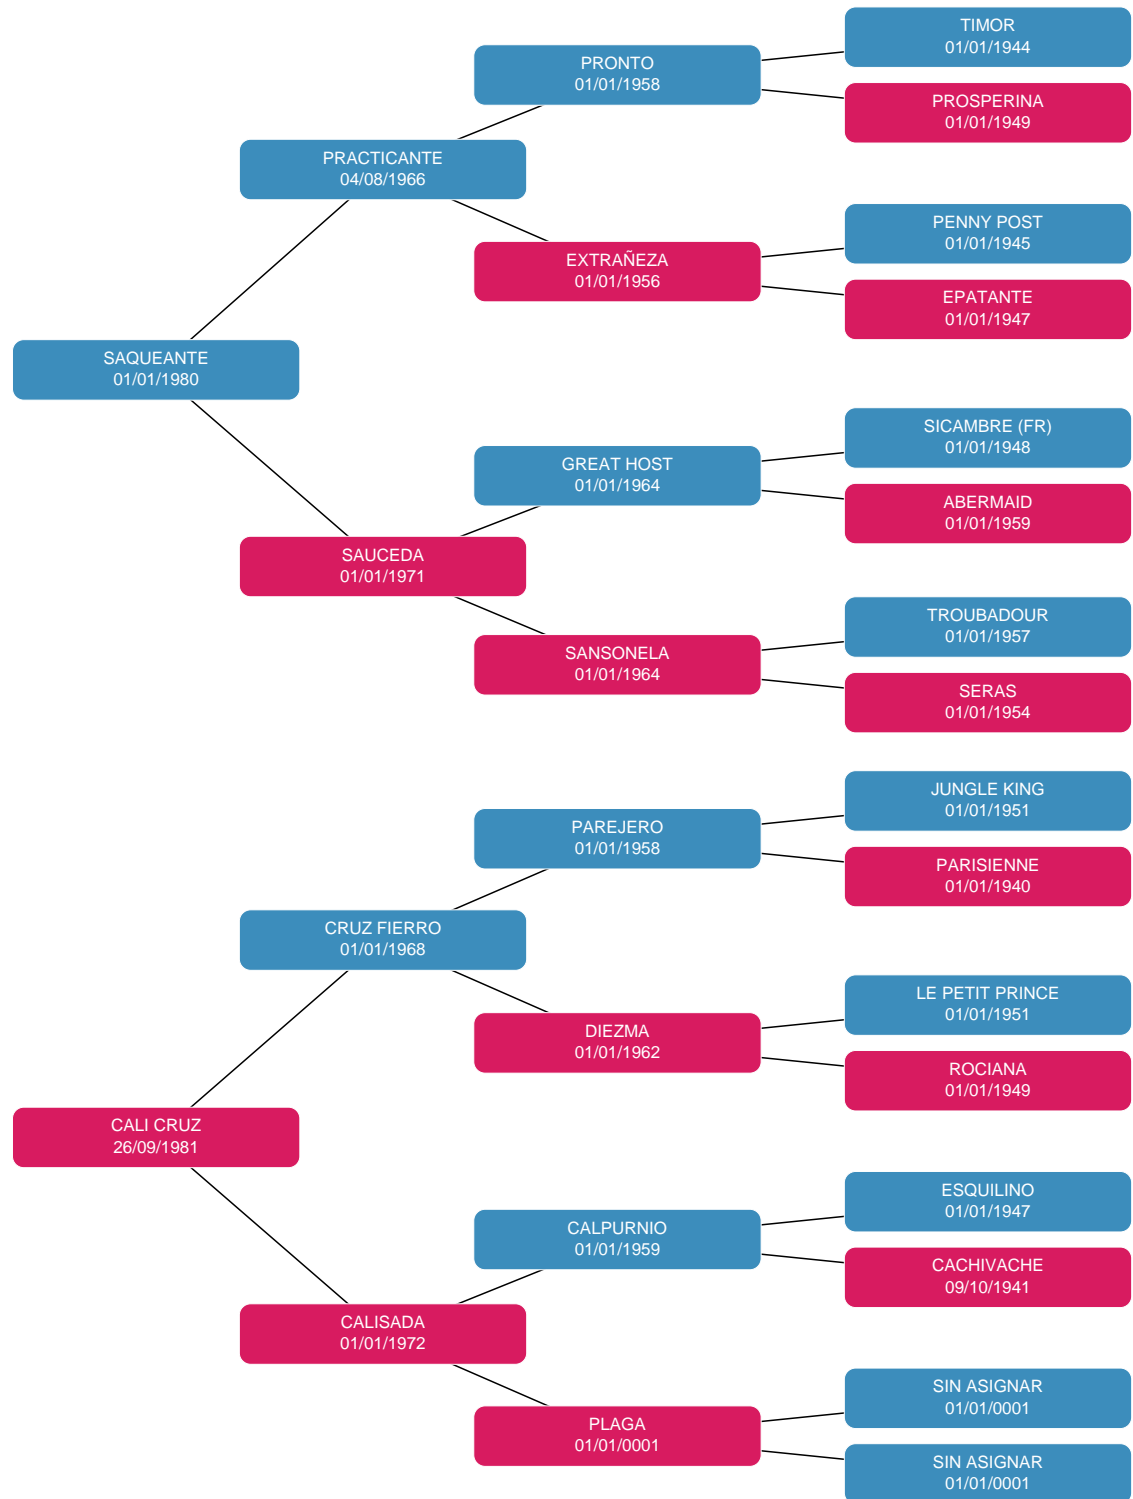 TIMOR
01/01/1944
PRONTO
01/01/1958
PROSPERINA
01/01/1949
PRACTICANTE
04/08/1966
PENNY POST
01/01/1945
EXTRAÑEZA
01/01/1956
EPATANTE
01/01/1947
SAQUEANTE
01/01/1980
SICAMBRE (FR)
01/01/1948
GREAT HOST
01/01/1964
ABERMAID
01/01/1959
SAUCEDA
01/01/1971
TROUBADOUR
01/01/1957
SANSONELA
01/01/1964
SERAS
01/01/1954
JUNGLE KING
01/01/1951
PAREJERO
01/01/1958
PARISIENNE
01/01/1940
CRUZ FIERRO
01/01/1968
LE PETIT PRINCE
01/01/1951
DIEZMA
01/01/1962
ROCIANA
01/01/1949
CALI CRUZ
26/09/1981
ESQUILINO
01/01/1947
CALPURNIO
01/01/1959
CACHIVACHE
09/10/1941
CALISADA
01/01/1972
SIN ASIGNAR
01/01/0001
PLAGA
01/01/0001
SIN ASIGNAR
01/01/0001